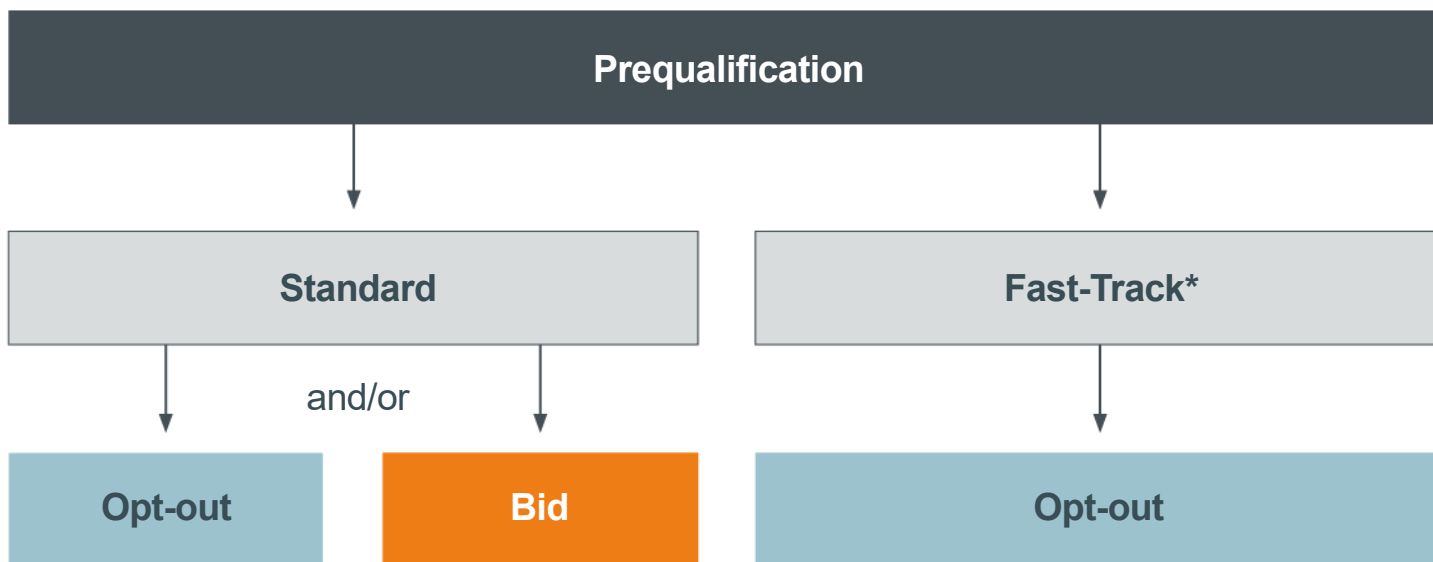 Prequalification
Standard
Fast-Track*
and/or
Opt-out
Bid
Opt-out